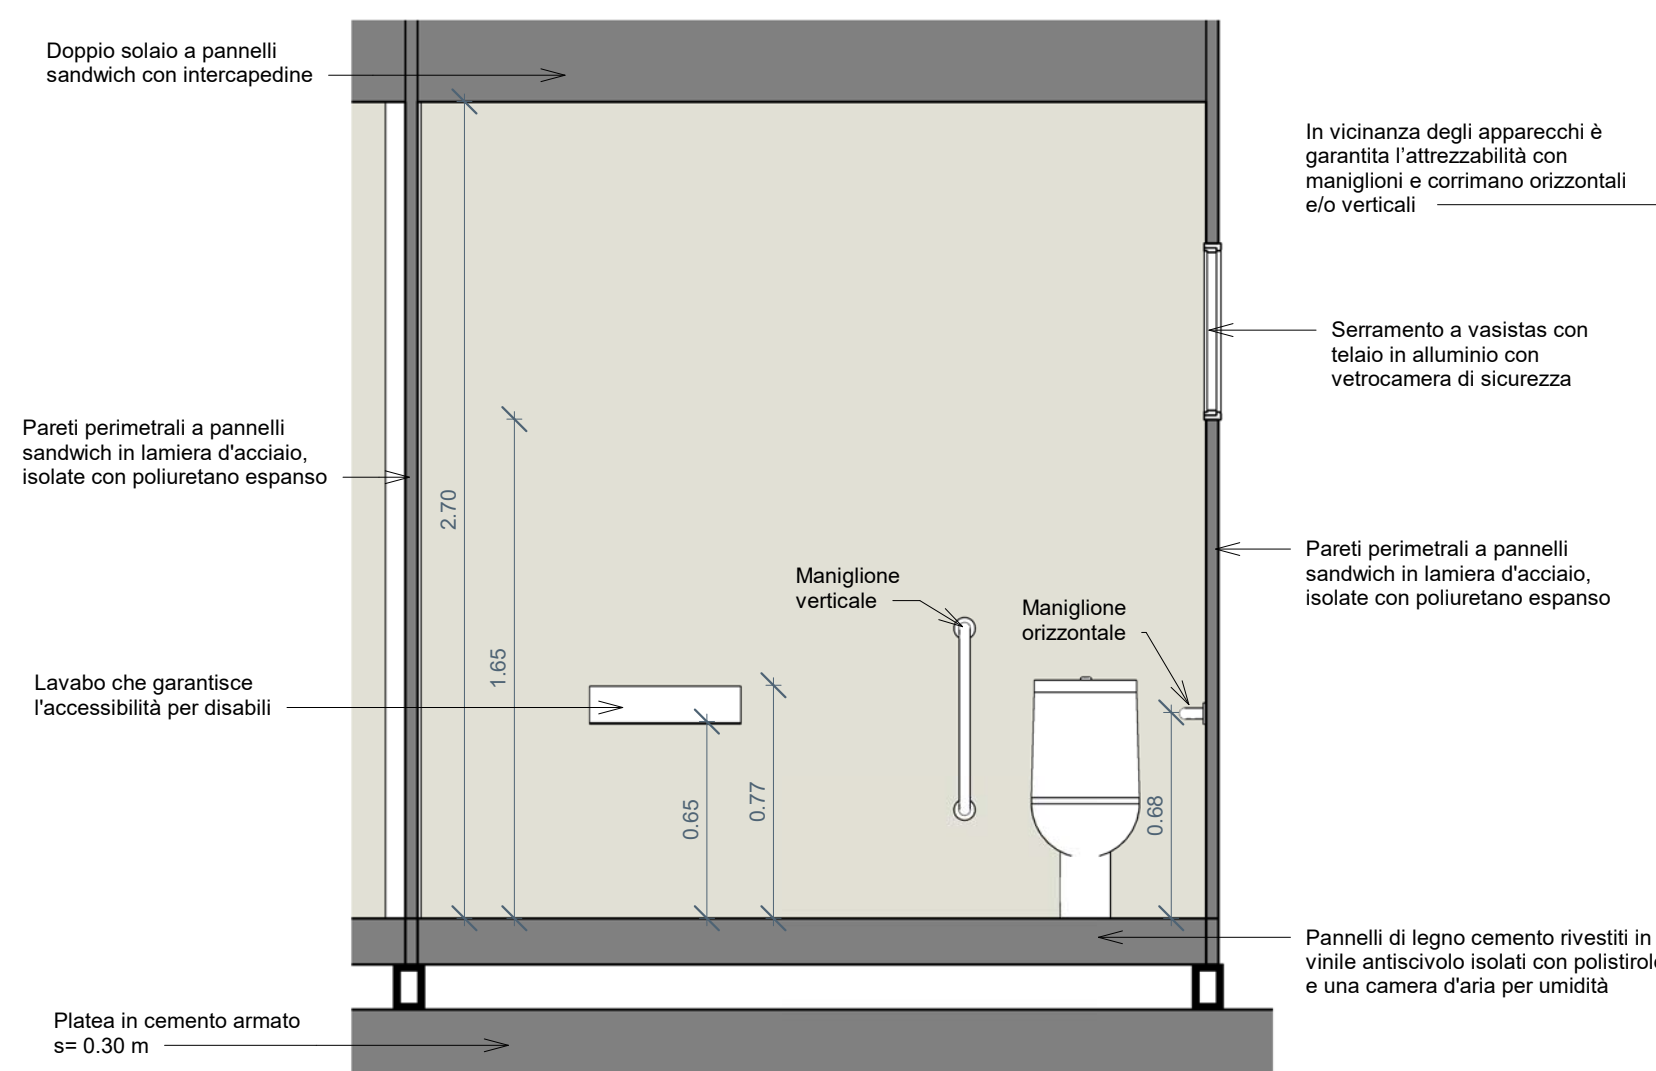 Doppio solaio a pannelli
sandwich con intercapedine
In vicinanza degli apparecchi è
garantita l’attrezzabilità con
maniglioni e corrimano orizzontali
e/o verticali
Serramento a vasistas con
telaio in alluminio con
vetrocamera di sicurezza
Pareti perimetrali a pannelli
sandwich in lamiera d'acciaio,
isolate con poliuretano espanso
2.70
1.65
Maniglione
verticale
Maniglione
orizzontale
Pareti perimetrali a pannelli
sandwich in lamiera d'acciaio,
isolate con poliuretano espanso
Lavabo che garantisce
l'accessibilità per disabili
0.65
0.77
0.68
Pannelli di legno cemento rivestiti in
vinile antiscivolo isolati con
e una camera d'aria per umidità
Platea in cemento armato
s= 0.30 m